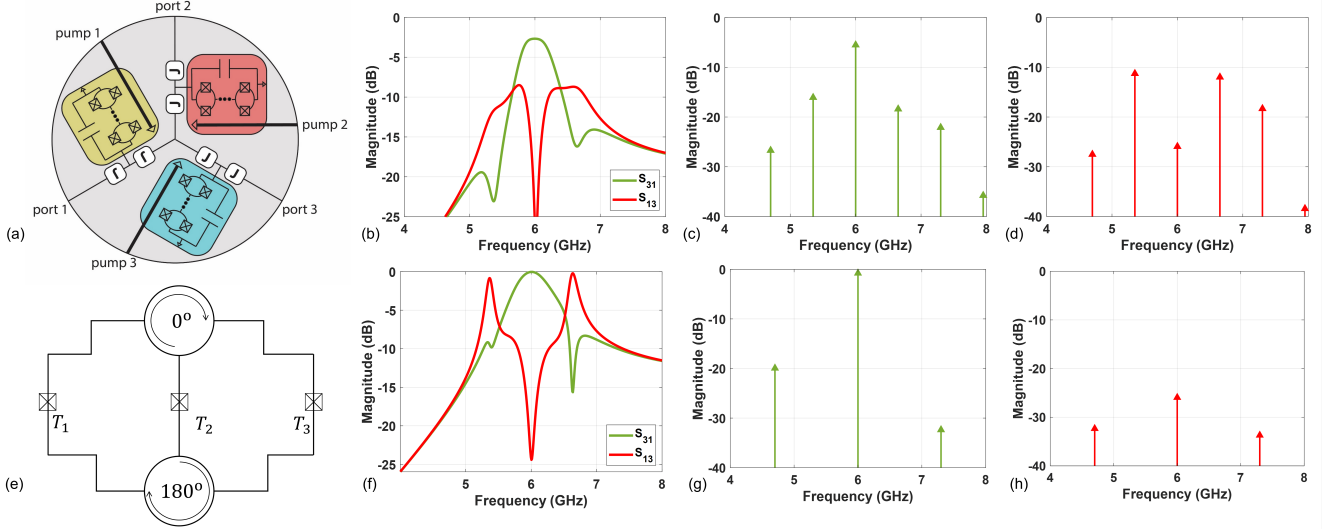 port 2
pump 1
J
J
pump 2
J
J
J
J
port 1
port 3
pump 3
(a)
0
-5
-10
-15
-20
-25
Magnitude (dB)
4
5
6
7
8
Frequency (GHz)
S31
S13
(b)
0
-10
-20
-30
-40
Magnitude (dB)
4
5
6
7
8
Frequency (GHz)
(c)
0
-10
-20
-30
-40
Magnitude (dB)
4
5
6
7
8
Frequency (GHz)
(d)
0º
T1
T2
T3
180º
(e)
0
-5
-10
-15
-20
-25
Magnitude (dB)
5
6
7
8
Frequency (GHz)
S31
S13
(f)
0
-10
-20
-30
-40
Magnitude (dB)
4
5
6
7
8
Frequency (GHz)
(g)
0
-10
-20
-30
-40
Magnitude (dB)
4
5
6
7
8
Frequency (GHz)
(h)